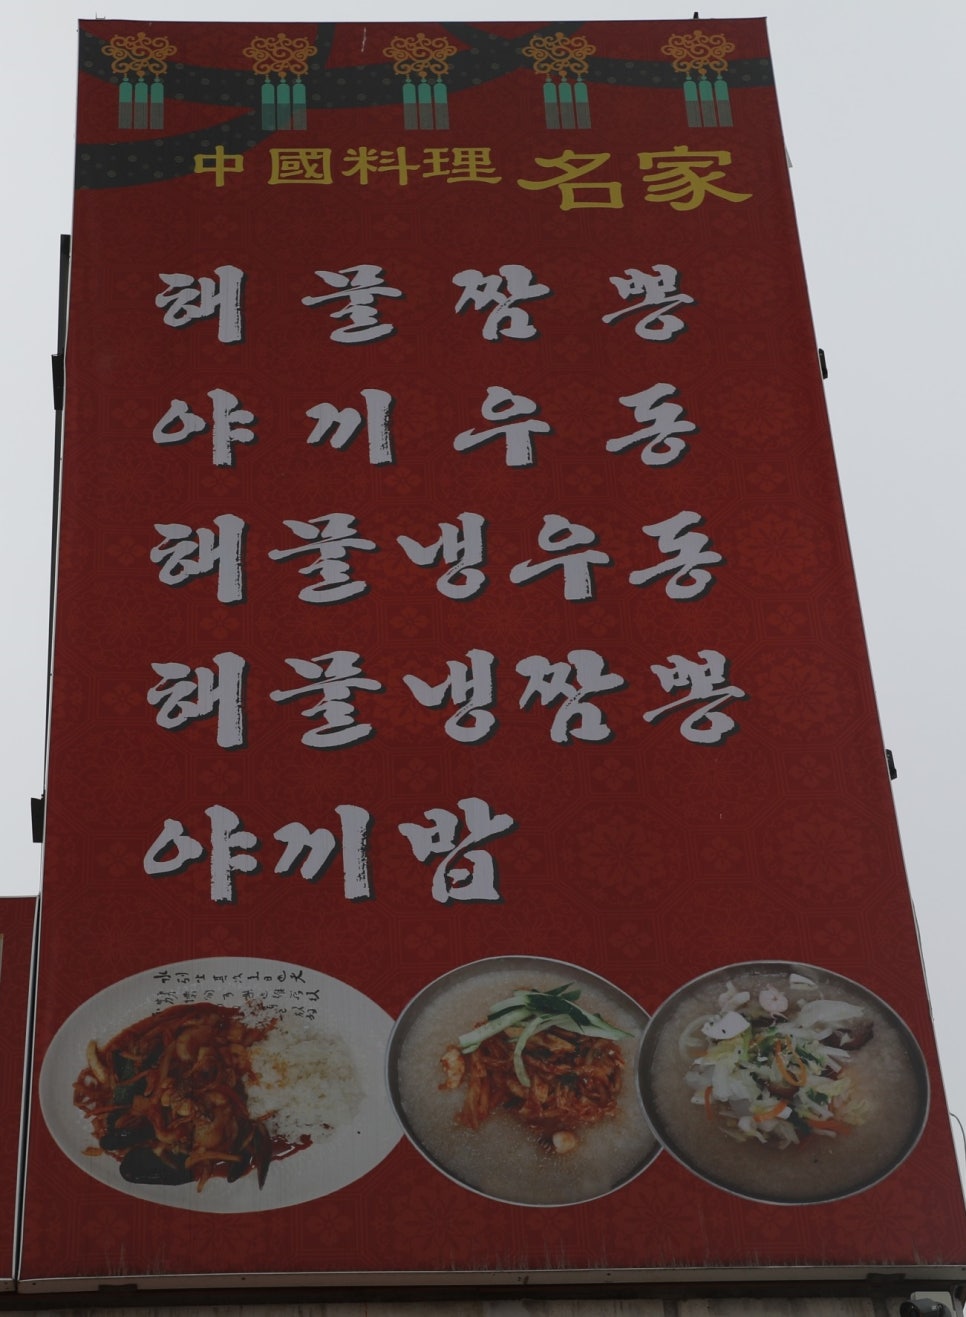 中國料理 名家
해물짬뽕
야끼우동
해물냉우동
해물냉짬뽕
야끼밥